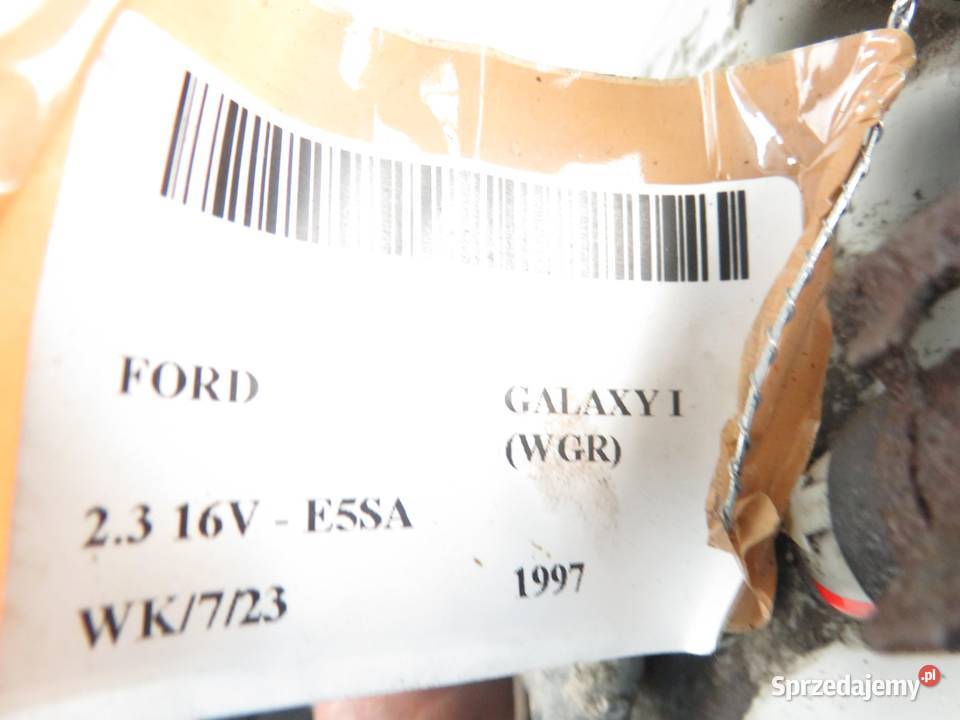 FORD
GALAXY I
(WGR)
2.3 16V - E5SA
1997
WK/7/23
Sprzedajemy.pl